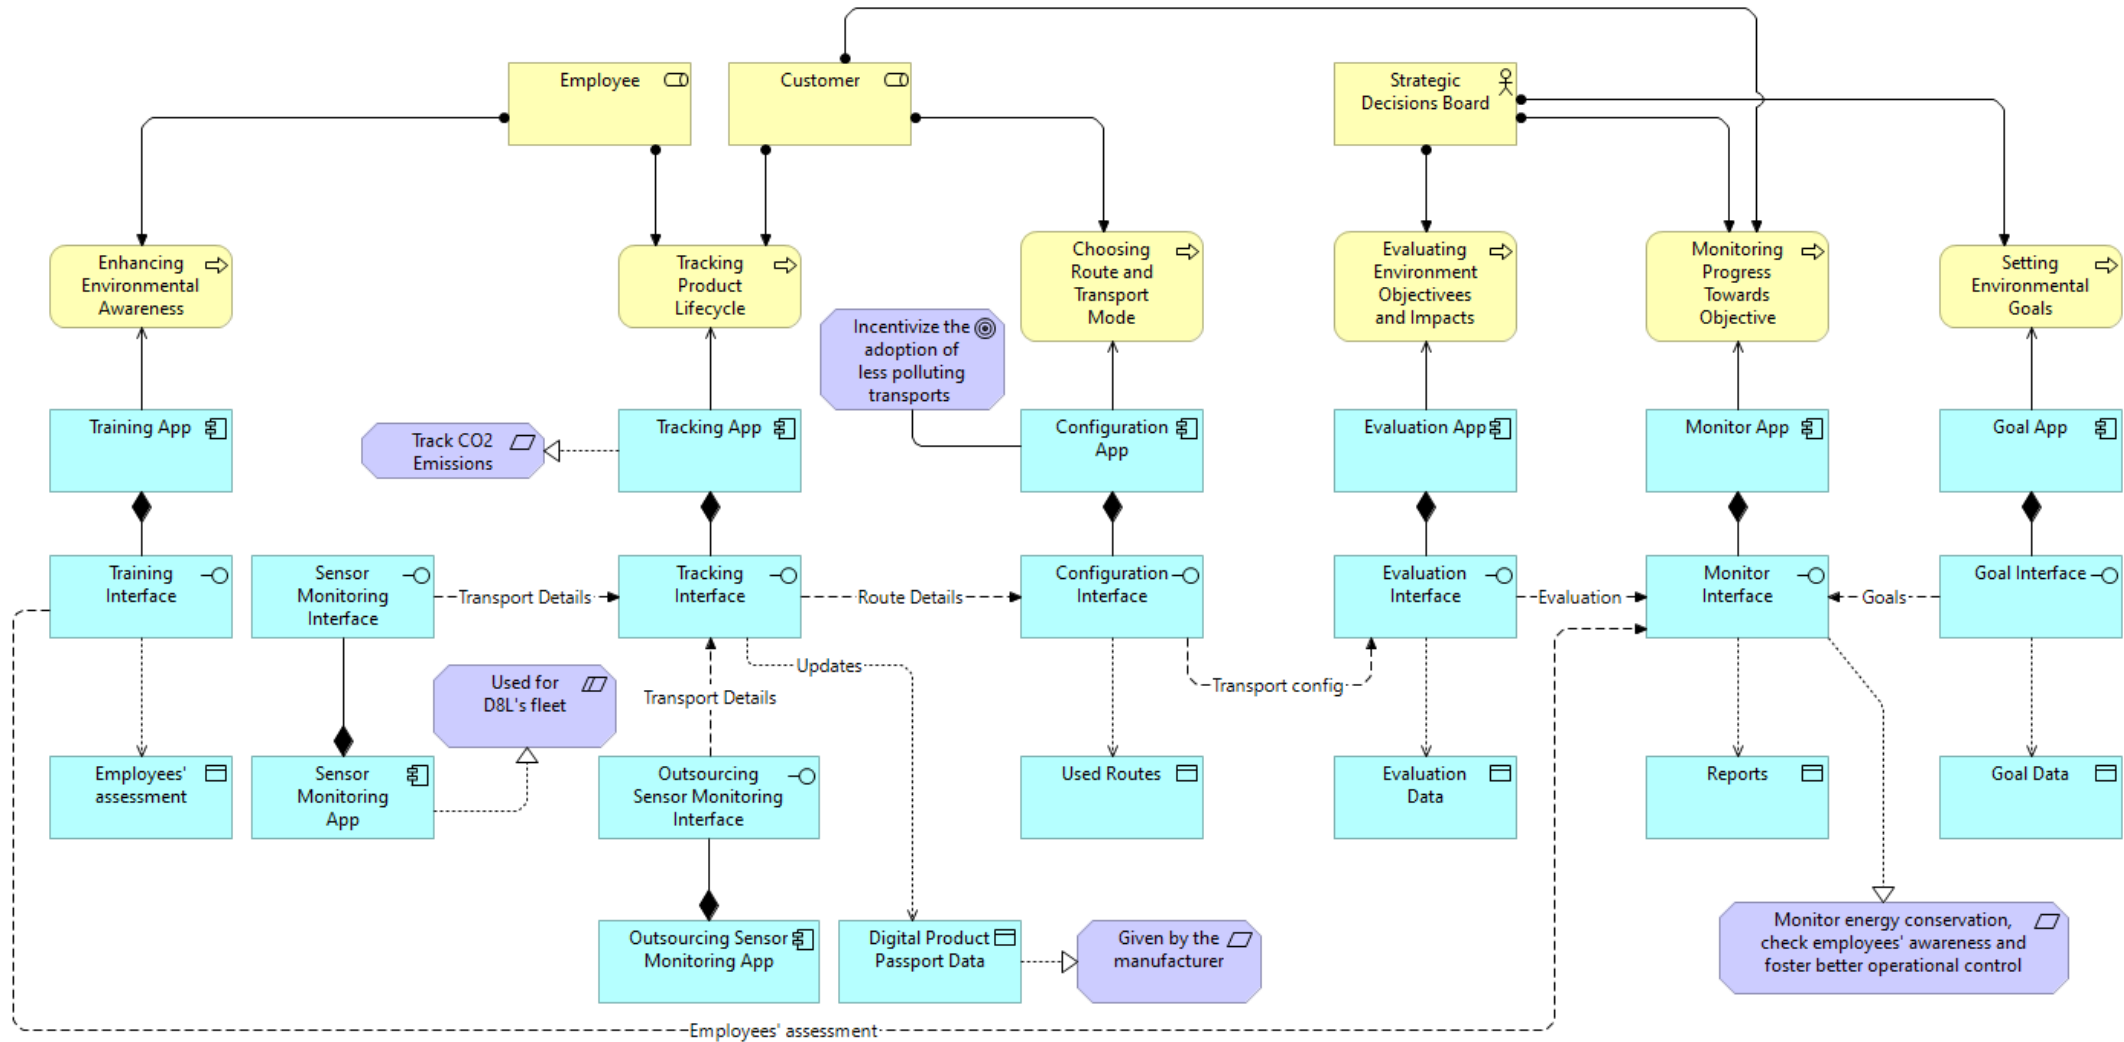 Employee
Customer
Strategic
Decisions Board
Enhancing
Environmental
Awareness
Tracking
Product
Lifecycle
Choosing
Route and
Transport
Mode
Evaluating
Environment
Objectivees
and Impacts
Monitoring
Progress
Towards
Objective
Setting
Environmental
Goals
Incentivize the
adoption of
less polluting
transports
Training App
Track CO2
Emissions
Tracking App
Configuration
App
Evaluation App
Monitor App
Goal App
Training
Interface
Sensor
Monitoring
Interface
Transport Details
Tracking
Interface
Route Details
Configuration
Interface
Evaluation
Interface
Evaluation
Monitor
Interface
Goals
Goal Interface
Used for
D8L's fleet
Transport Details
Updates
Transport config
Employees'
assessment
Sensor
Monitoring
App
Outsourcing
Sensor Monitoring
Interface
Used Routes
Evaluation
Data
Reports
Goal Data
Outsourcing Sensor
Monitoring App
Digital Product
Passport Data
Given by the
manufacturer
Monitor energy conservation,
check employees' awareness and
foster better operational control
Employees' assessment